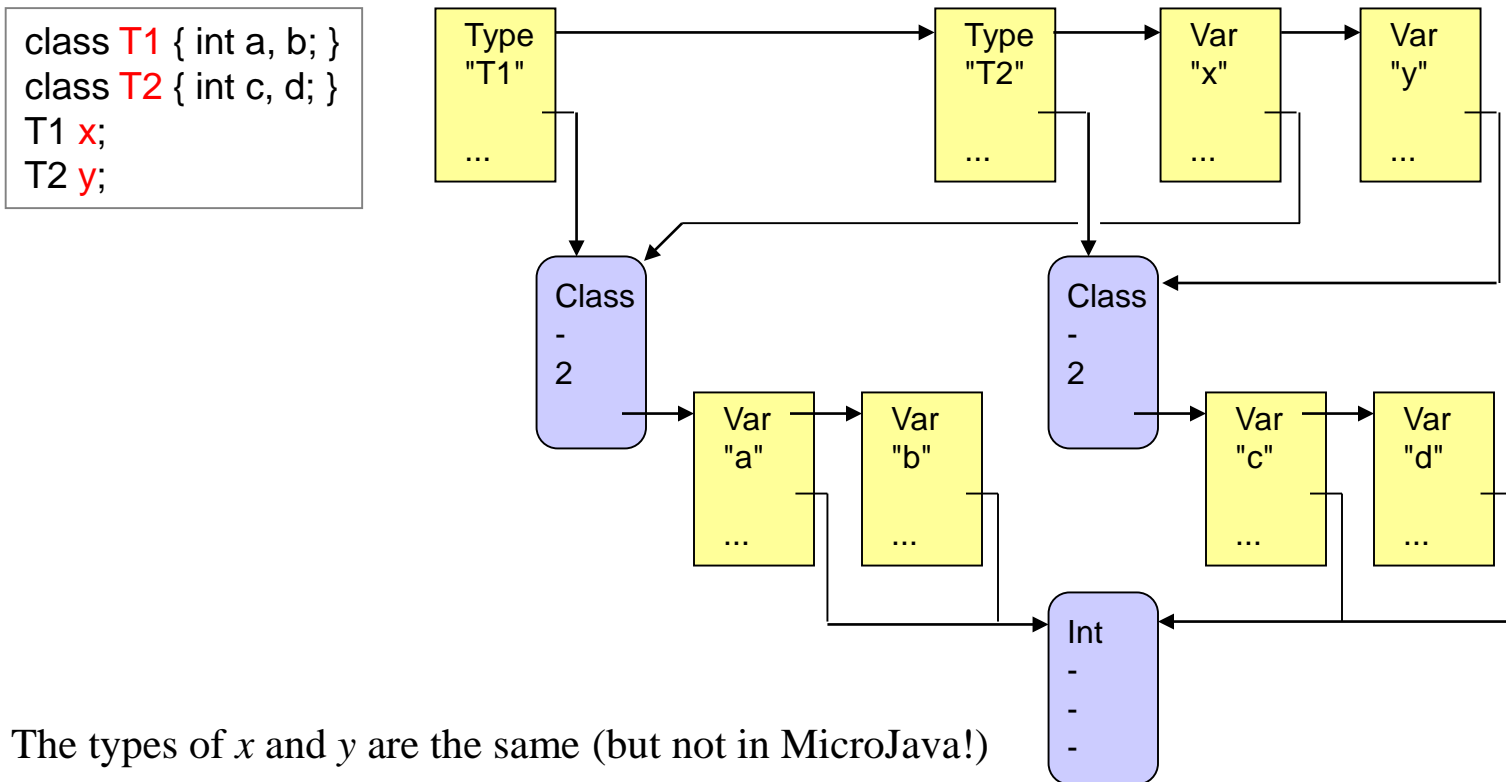 class T1 { int a, b; }
class T2 { int c, d; }
T1 x;
T2 y;
Type
"T1"
...
Type
"T2"
...
Var
"x"
...
Var
"y"
...
Class
-
2
Class
-
2
Var
"a"
...
Var
"b"
...
Var
"c"
...
Var
"d"
...
Int
-
-
-
The types of x and y are the same (but not in MicroJava!)